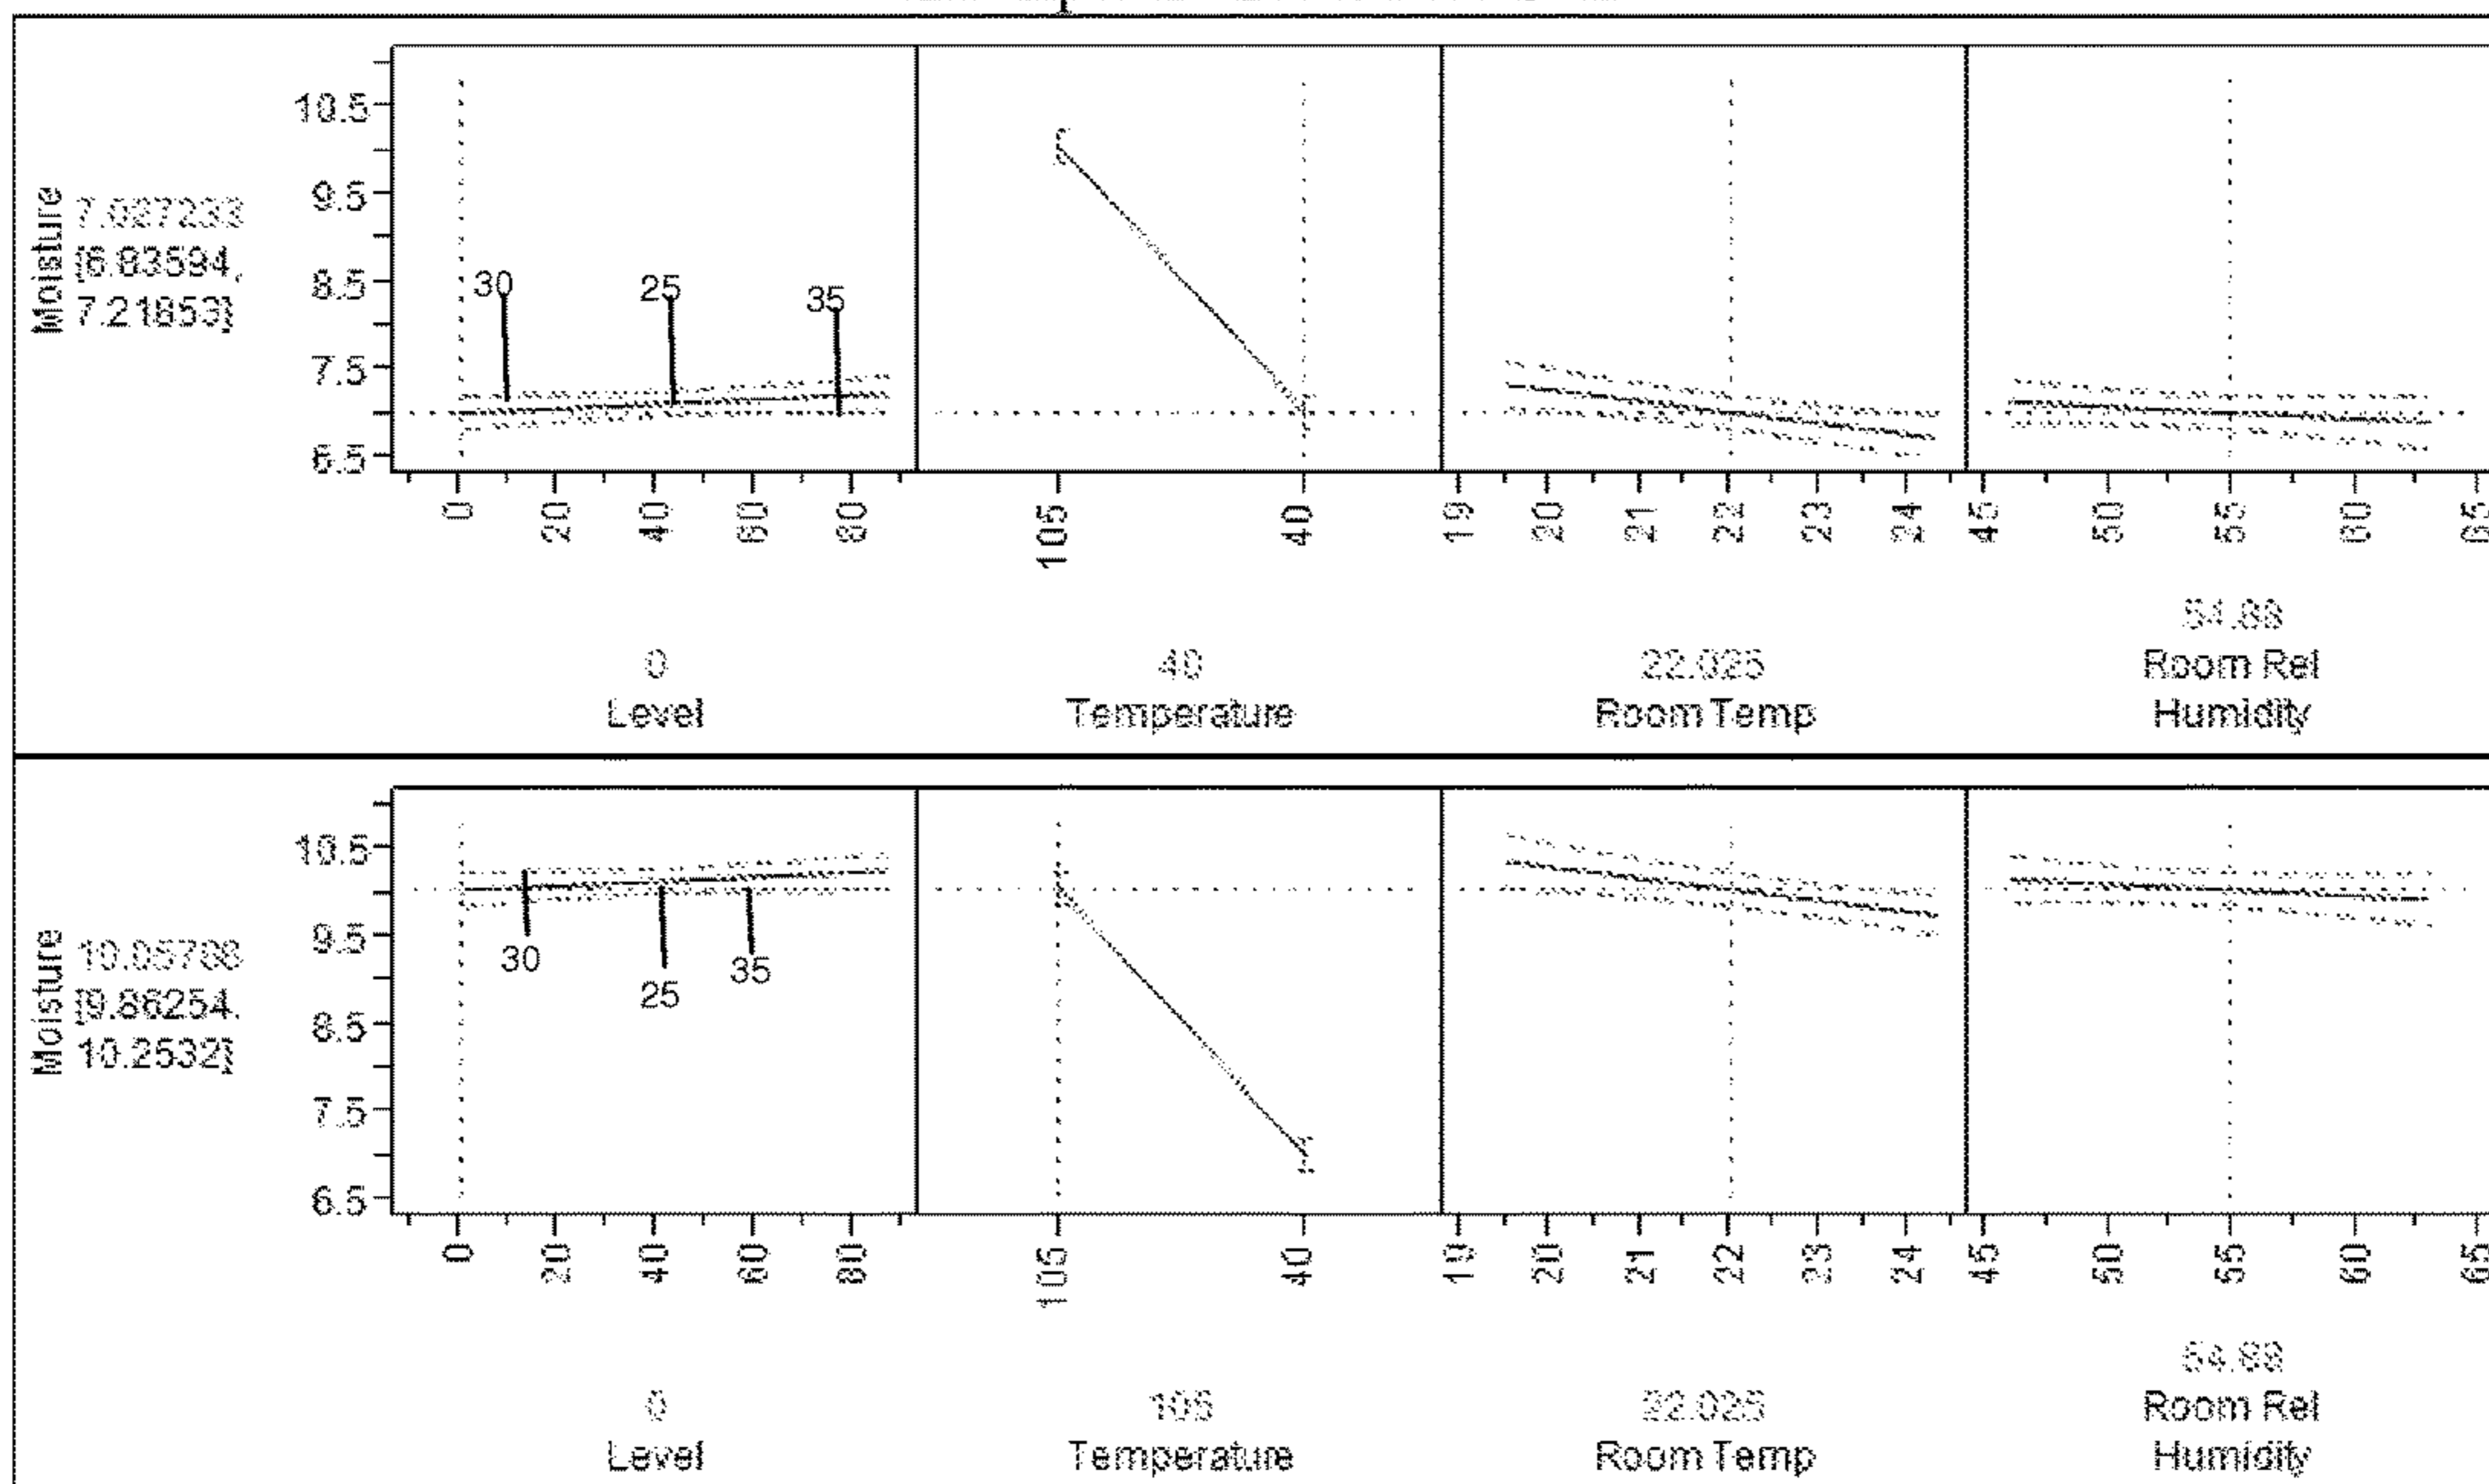 10.5
9.5
8.5
7.5
6.5
Moisture
7.027233
[6.83594,
7.21853]
30
25
35
0 20 40 60 80
105 40
19 20 21 22 23 24
45 50 55 60 65
0
Level
40
Temperature
22.025
Room Temp
54.88
Room Rel
Humidity
10.5
9.5
8.5
7.5
6.5
Moisture
10.05788
[9.86254,
10.2532]
30
25
35
0 20 40 60 80
105 40
19 20 21 22 23 24
45 50 55 60 65
0
Level
105
Temperature
22.025
Room Temp
54.88
Room Rel
Humidity